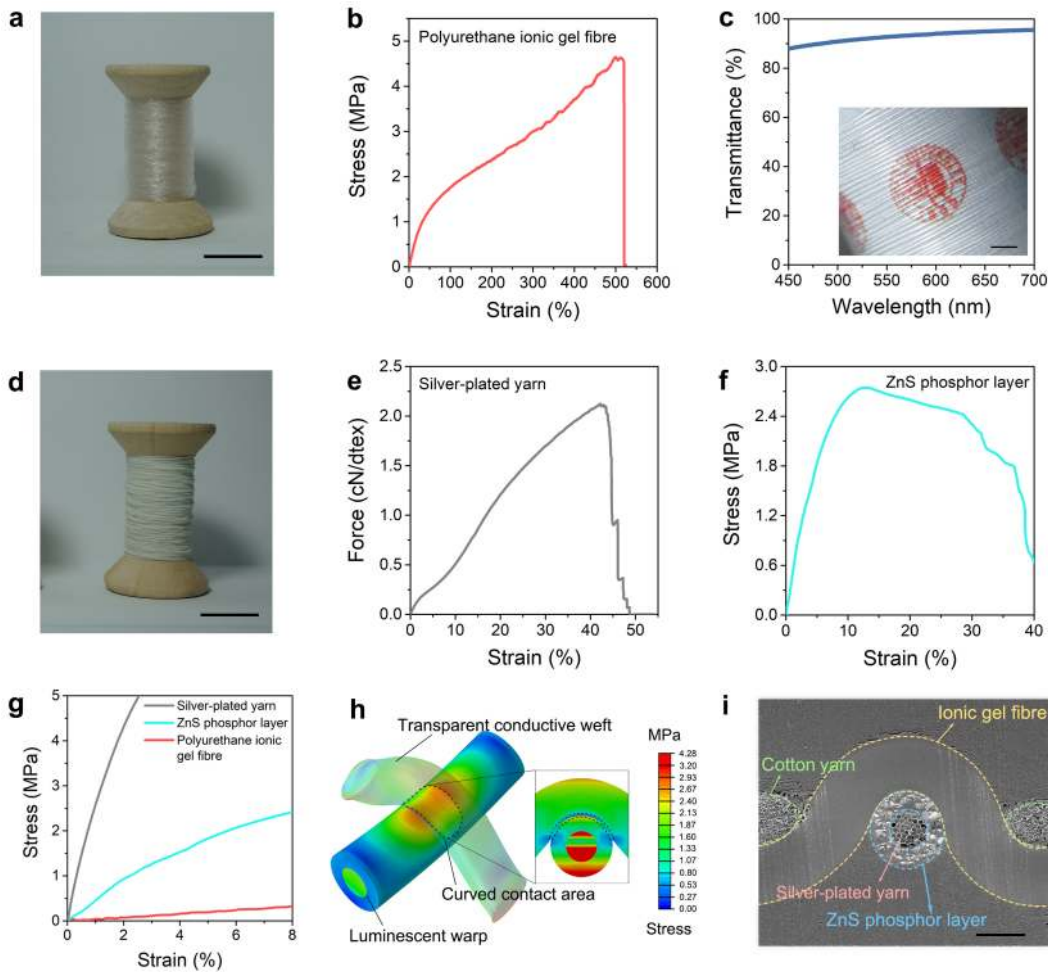 a
b
c
Polyurethane ionic gel fibre
Stress (MPa)
5
4
3
2
1
0
0 100 200 300 400 500 600
Strain (%)
Transmittance (%)
100
80
60
40
20
0
450 500 550 600 650 700
Wavelength (nm)
d
e
f
Silver-plated yarn
Force (cN/dtex)
2.5
2.0
1.5
1.0
0.5
0.0
0 10 20 30 40 50
Strain (%)
ZnS phosphor layer
Stress (MPa)
3.0
2.4
1.8
1.2
0.6
0.0
0 10 20 30 40
Strain (%)
g
h
i
Silver-plated yarn
ZnS phosphor layer
Polyurethane ionic
gel fibre
Stress (MPa)
5
4
3
2
1
0
0 2 4 6 8
Strain (%)
Transparent conductive weft
Curved contact area
Luminescent warp
MPa
4.28
3.20
2.93
2.67
2.40
2.13
1.87
1.60
1.33
1.07
0.80
0.53
0.27
0.00
Stress
Ionic gel fibre
Cotton yarn
Silver-plated yarn
ZnS phosphor layer